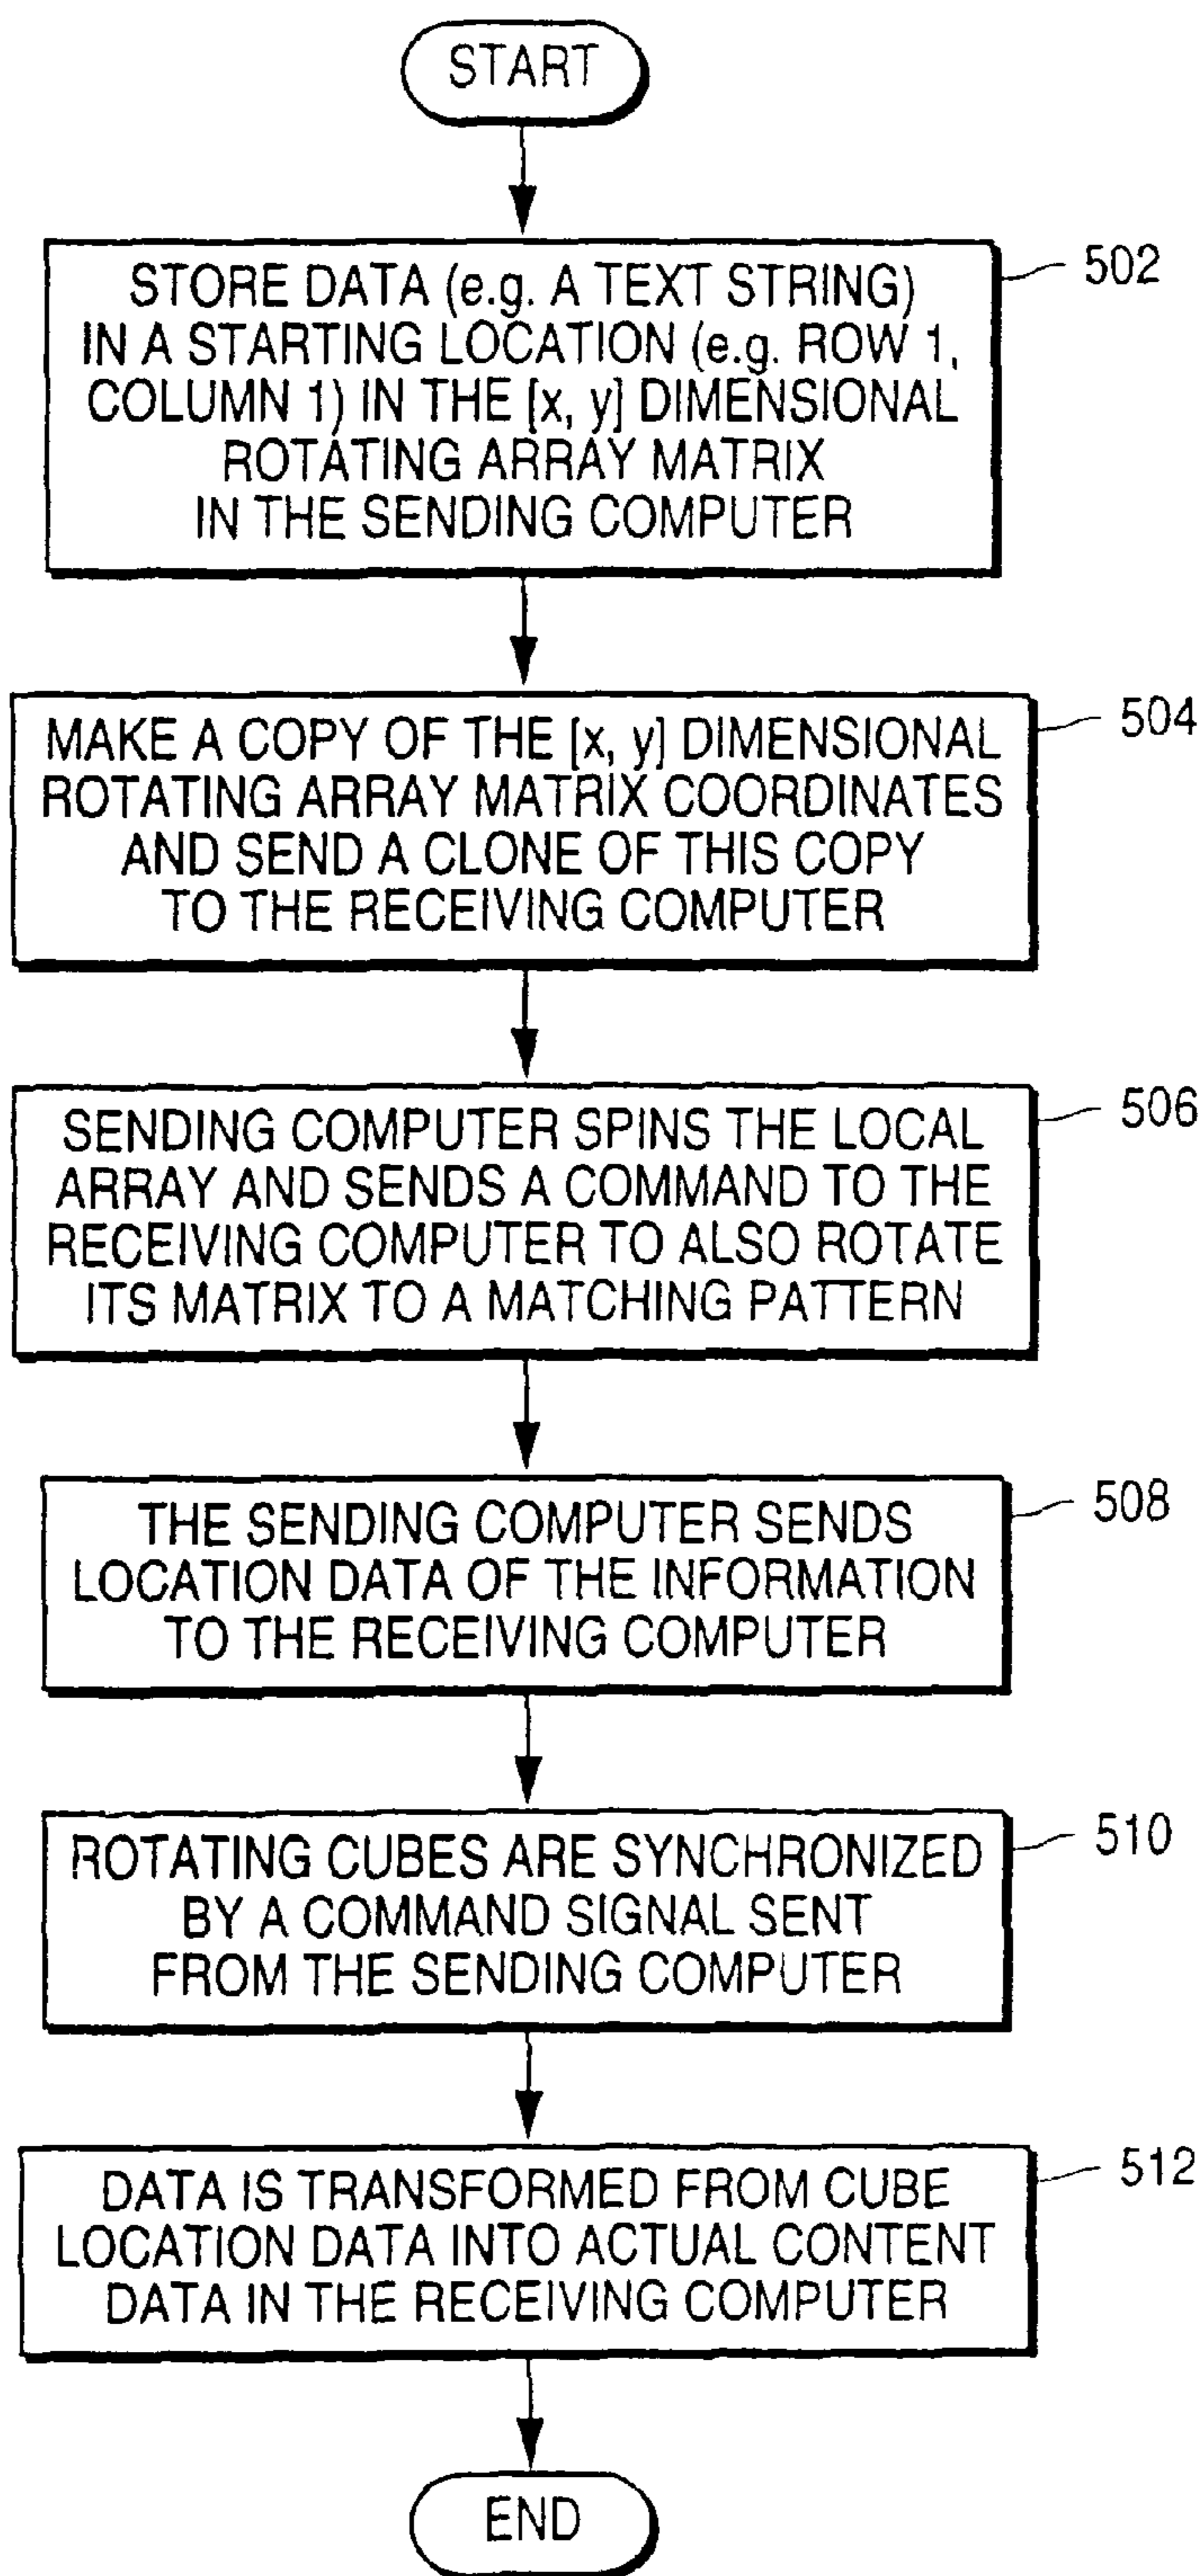 START
STORE DATA (e.g. A TEXT STRING)
IN A STARTING LOCATION (e.g. ROW 1,
COLUMN 1) IN THE [x, y] DIMENSIONAL
ROTATING ARRAY MATRIX
IN THE SENDING COMPUTER
502
MAKE A COPY OF THE [x, y] DIMENSIONAL
ROTATING ARRAY MATRIX COORDINATES
AND SEND A CLONE OF THIS COPY
TO THE RECEIVING COMPUTER
504
SENDING COMPUTER SPINS THE LOCAL
ARRAY AND SENDS A COMMAND TO THE
RECEIVING COMPUTER TO ALSO ROTATE
ITS MATRIX TO A MATCHING PATTERN
506
THE SENDING COMPUTER SENDS
LOCATION DATA OF THE INFORMATION
TO THE RECEIVING COMPUTER
508
ROTATING CUBES ARE SYNCHRONIZED
BY A COMMAND SIGNAL SENT
FROM THE SENDING COMPUTER
510
DATA IS TRANSFORMED FROM CUBE
LOCATION DATA INTO ACTUAL CONTENT
DATA IN THE RECEIVING COMPUTER
512
END